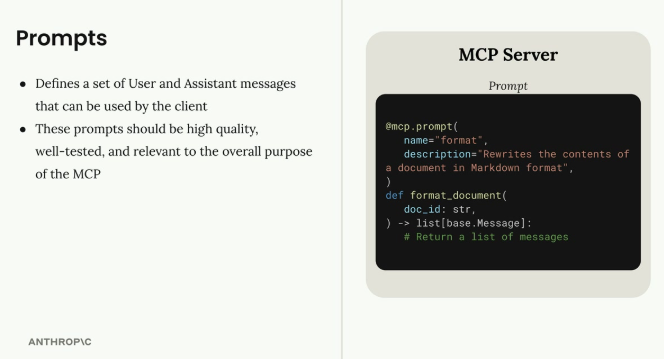 Prompts
● Defines a set of User and Assistant messages
that can be used by the client
● These prompts should be high quality,
well-tested, and relevant to the overall purpose
of the MCP
ANTHROP\C
MCP Server
Prompt
@mcp.prompt(
    name="format",
    description="Rewrites the contents of
a document in Markdown format",
)
def format_document(
    doc_id: str,
) -> list[base.Message]:
    # Return a list of messages